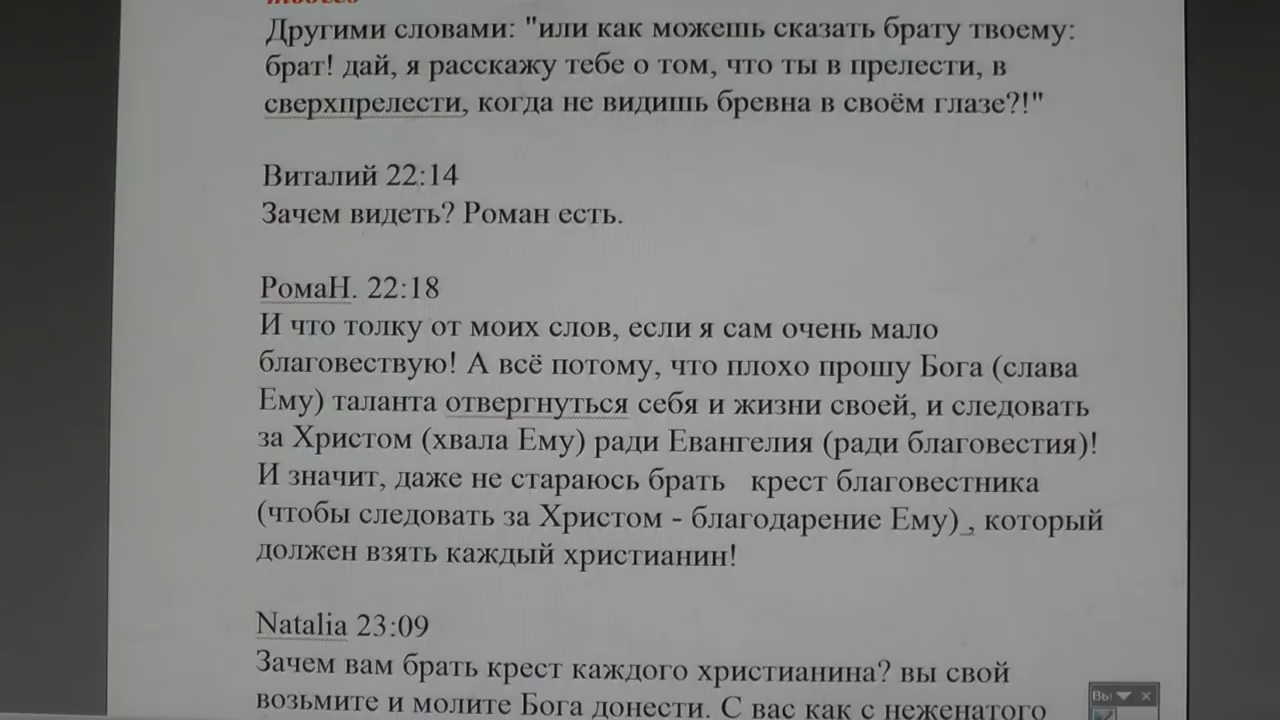 Другими словами: "или как можешь сказать брату твоему:
брат! дай, я расскажу тебе о том, что ты в прелести, в
сверхпрелести, когда не видишь бревна в своём глазе?!"
Виталий 22:14
Зачем видеть? Роман есть.
РомаН. 22:18
И что толку от моих слов, если я сам очень мало
благовествую! А всё потому, что плохо прошу Бога (слава
Ему) таланта отвергнуться себя и жизни своей, и следовать
за Христом (хвала Ему) ради Евангелия (ради благовестия)!
И значит, даже не стараюсь брать крест благовестника
(чтобы следовать за Христом - благодарение Ему) , который
должен взять каждый христианин!
Natalia 23:09
Зачем вам брать крест каждого христианина? вы свой
возьмите и молите Бога донести. С вас как с неженатого